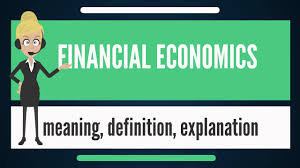 FINANCIAL ECONOMICS
meaning, definition, explanation